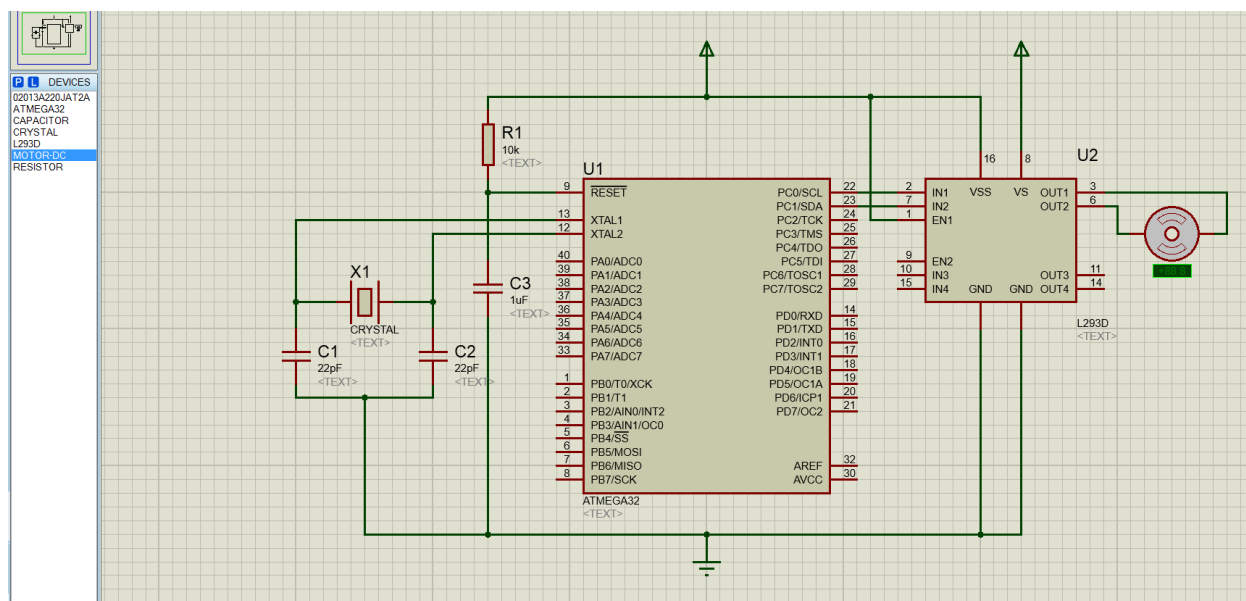 P L DEVICES
02013A220JAT2A
ATMEGA32
CAPACITOR
CRYSTAL
L293D
MOTOR-DC
RESISTOR
R1
10k
<TEXT>
X1
CRYSTAL
<TEXT>
C1
22pF
<TEXT>
C2
22pF
<TEXT>
C3
1uF
<TEXT>
U1
9 RESET
13 XTAL1
12 XTAL2
40 PA0/ADC0
39 PA1/ADC1
38 PA2/ADC2
37 PA3/ADC3
36 PA4/ADC4
35 PA5/ADC5
34 PA6/ADC6
33 PA7/ADC7
1 PB0/T0/XCK
2 PB1/T1
3 PB2/AIN0/INT2
4 PB3/AIN1/OC0
5 PB4/SS
6 PB5/MOSI
7 PB6/MISO
8 PB7/SCK
PC0/SCL 22
PC1/SDA 23
PC2/TCK 24
PC3/TMS 25
PC4/TDO 26
PC5/TDI 27
PC6/TOSC1 28
PC7/TOSC2 29
PD0/RXD 14
PD1/TXD 15
PD2/INT0 16
PD3/INT1 17
PD4/OC1B 18
PD5/OC1A 19
PD6/ICP1 20
PD7/OC2 21
AREF 32
AVCC 30
ATMEGA32
<TEXT>
U2
16 8
VSS VS
2 IN1
7 IN2
1 EN1
9 EN2
10 IN3
15 IN4
OUT1 3
OUT2 6
OUT3 11
OUT4 14
GND GND
L293D
<TEXT>